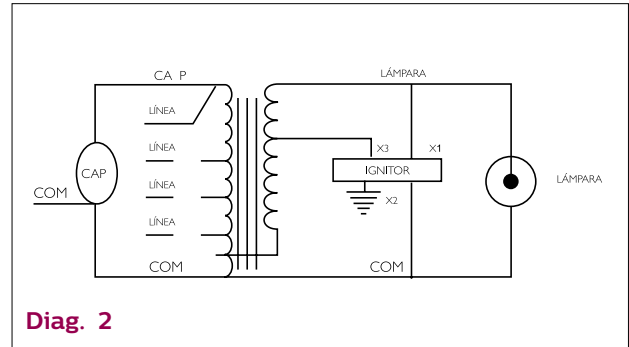 CA P
LÁMPARA
LÍNEA
LÍNEA
X3
X1
CAP
IGNITOR
LÁMPARA
COM
LÍNEA
X2
LÍNEA
COM
COM
Diag. 2